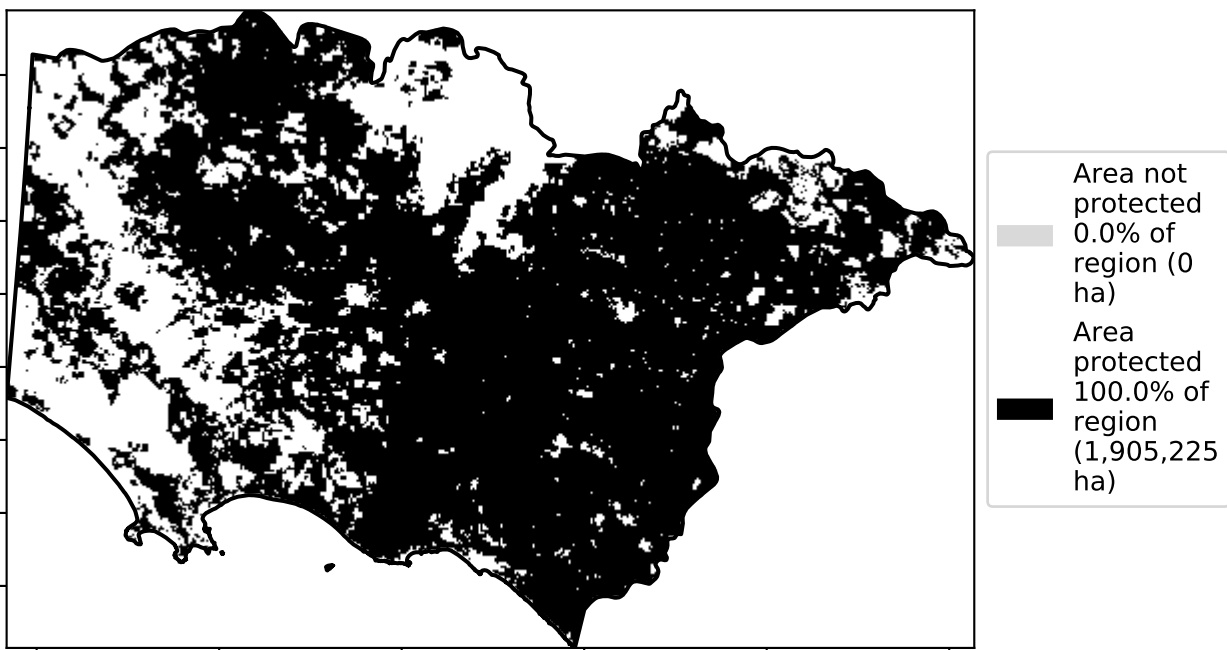 Area not
protected
0.0% of
region (0
ha)
Area
protected
100.0% of
region
(1,905,225
ha)